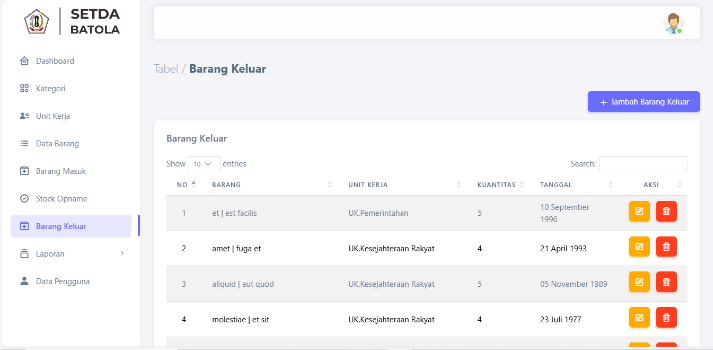 SETDA
BATOLA
Dashboard
Kategori
Unit Kerja
Data Barang
Barang Masuk
Stock Opname
Barang Keluar
Laporan
Data Pengguna
Tabel / Barang Keluar
+ Tambah Barang Keluar
Barang Keluar
Show 10 entries
Search:
NO BARANG UNIT KERJA KUANTITAS TANGGAL AKSI
1 et | est facilis UK.Pemerintahan 5 10 September
1996
2 amet | fuga et UK.Kesejahteraan Rakyat 4 21 April 1993
3 aliquid | aut quod UK.Kesejahteraan Rakyat 5 05 November 1989
4 molestiae | et sit UK.Kesejahteraan Rakyat 4 23 Juli 1977